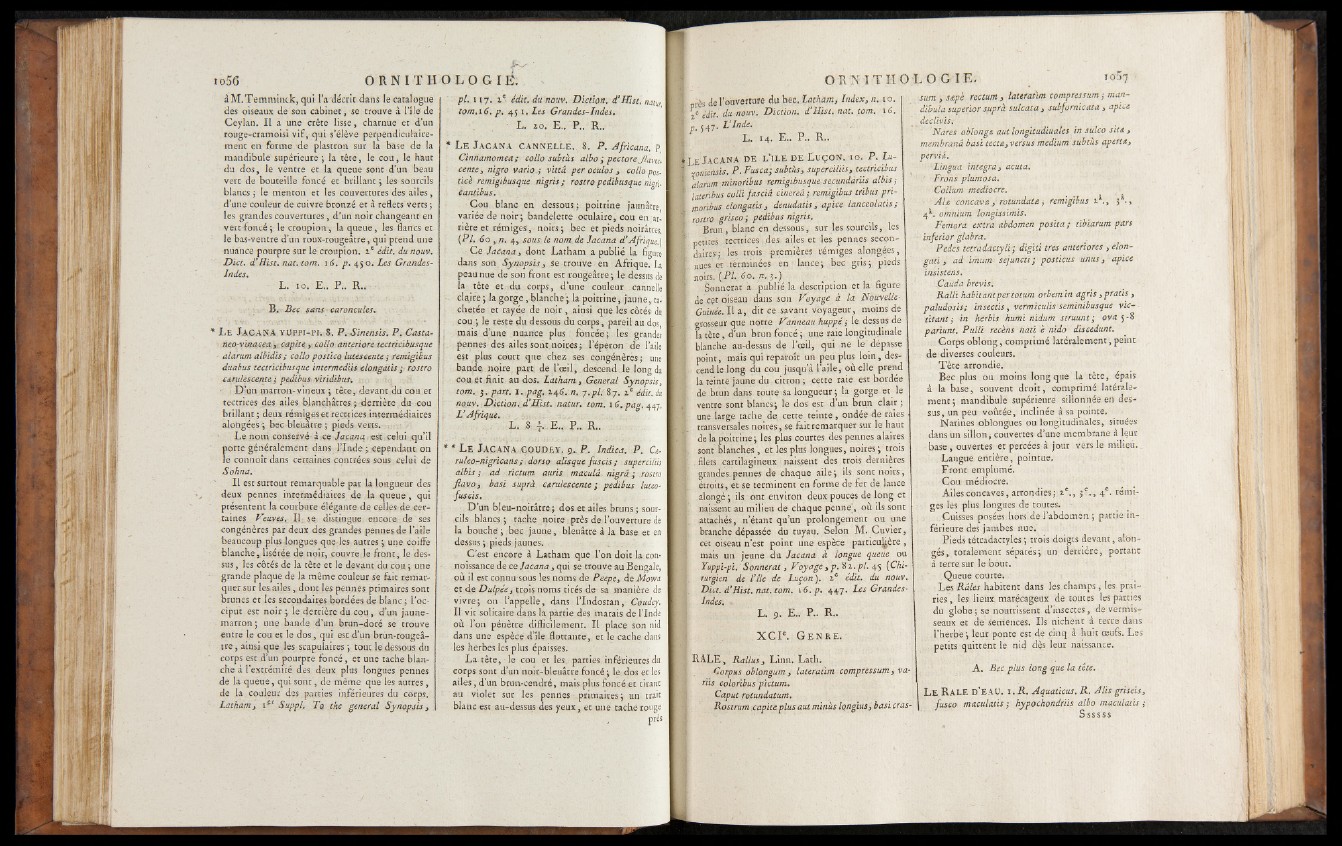 1056 ORNITHOLOGIE.
à M. Temminck, qui l'a décrit dans le catalogue
des oiseaux de son cabinet, se trouve à l'île de
Ceylan. Il a une crête lisse, charnue et d'un
rouge-cramoisi vif, qui s'élève perpendiculaire-
ment en forme de plastron sur la base de la
mandibule supérieure; la tête, le cou, le haut
du dos, le ventre et la queue sont d'un beau
vert de bouteille foncé et brillant; les sourcils
blancs; le menton et les couvertures des ailes,
d'une couleur de cuivre bronzé et à reflets verts;
les grandes couvertures, d'un noir changeant en
vert foncé; le croupion, la queue, les flancs et
le bas-ventre d'un roux-rougeâtre, qui prend une
nuance pourpre sur le croupion. 2e édit. du nouv.
Dict. d'Hist. nat. tom. 16. p. 450. Les Grandes-
Indes.
L. 10. E.. P.. R..
B. Bec sans caroncules.
* LE JACANA VUPPI-PI. 8. P. Sinensis. P. Casta-
neo-vinacea, capite, collo anteriore tectricibusque
alarum albidis; collo postico lutescente; remigibus
duabus tectricibusque intermediis elongatis; rostro
cærulescente; pedibus viridibus.
D'un marron-vineux; tête, devant du cou et
tectrices des ailes blanchâtres; derrière du cou
brillant; deux rémiges et rectrices intermédiaires
alongées; bec bleuâtre; pieds verts.
Le nom conservé à ce Jacana est celui qu'il
porte généralement dans l'Inde; cependant on
le connoît dans certaines contrées sous celui de
Sohna.
Il est surtout remarquable par la longueur des
deux pennes intermédiaires de la queue, qui
présentent la courbure élégante de celles de cer-
taines Veuves. Il se distingue encore de ses
congénères par deux des grandes pennes de l'aile
beaucoup plus longues que les autres; une coiffe
blanche, lisérée de noir, couvre le front, le des-
sus, les côtés de la tête et le devant du cou; une
grande plaque de la même couleur se fait remar-
quer sur les ailes, dont les pennes primaires sont
brunes et les secondaires bordées de blanc; l'oc-
ciput est noir; le derrière du cou, d'un jaune-
marron; une bande d'un brun-doré se trouve
entre le cou et le dos, qui est d'un brun-rougeâ-
tre, ainsi que les scapulaires; tout le dessous du
corps est d'un pourpre foncé, et une tache blan-
che à l'extrémité des deux plus longues pennes
de la queue, qui sont, de même que les autres,
de la couleur des parties inférieures du corps.
Latham, 1er Suppl. To the general Synopsis,
pl. 117. 2e édit. du nouv. Diction. d'Hist. natur.
tom. 16. p. 451. Les Grandes-Indes.
L. 20. E.. P.. R..
* LE JACANA CANNELLE. 8. P. Africana. P.
Cinnamomea; collo subtùs albo; pectore flaves-
cente, nigro vario; vittâ per oculos, collo pos-
ticè remigibusque nigris; rostro pedibusque nigri-
cantibus.
Cou blanc en dessous; poitrine jaunâtre,
variée de noir; bandelette oculaire, cou en ar-
rière et rémiges, noirs; bec et pieds noirâtres.
(Pl. 60, n. 4, sous le nom de Jacana d'Afrique.)
Ce Jacana, dont Latham a publié la figure
dans son Synopsis, se trouve en Afrique. La
peau nue de son front est rougeâtre; le dessus de
la tête et du corps, d'une couleur cannelle
claire; la gorge, blanche; la poitrine, jaune, ta-
chetée et rayée de noir, ainsi que les côtés du
cou; le reste du dessous du corps, pareil au dos,
mais d'une nuance plus foncée; les grandes
pennes des ailes sont noires; l'éperon de l'aile
est plus court que chez ses congénères; une
bande noire part de l'œil, descend le long du
cou et finit au dos. Latham, General Synopsis,
tom. 3. part. 1. pag. 246. n. 7. pl. 87. 2e édit. du
nouv. Diction. d'Hist. natur. tom. 16. pag. 447.
L'Afrique.
L. 8 E.. P.. R..
** LE JACANA COUDEY. 9. P. Indica. P. Cæ-
ruleo-nigricans; dorso alisque fuscis; superciliis
albis; ad rictum auris maculâ nigrâ; rostro
flavo, basi suprà cærulescente; pedibus luteo-
fuscis.
D'un bleu-noirâtre; dos et ailes bruns; sour-
cils blancs; tache noire près de l'ouverture de
la bouche; bec jaune, bleuâtre à la base et en
dessus; pieds jaunes.
C'est encore à Latham que l'on doit la con-
noissance de ce Jacana, qui se trouve au Bengale,
où il est connu sous les noms de Peepe, de Mowa
et de Dulpée, trois noms tirés de sa manière de
vivre; on l'appelle, dans l'Indostan, Coudey.
Il vit solitaire dans la partie des marais de l'Inde
où l'on pénètre difficilement. Il place son nid
dans une espèce d'île flottante, et le cache dans
les herbes les plus épaisses.
La tête, le cou et les parties inférieures du
corps sont d'un noir-bleuâtre foncé; le dos et les
ailes, d'un brun-cendré, mais plus foncé et tirant
au violet sur les pennes primaires; un trait
blanc est au-dessus des yeux, et une tache rouge
près
ORNITHOLOGIE. 1057
près de l'ouverture du bec. Latham, Index, n. 10.
2e édit. du nouv. Diction. d'Hist. nat. tom. 16.
p. 547. L'Inde.
L. 14. E.. P.. R..
* LE JACANA DE L'ILE DE LUÇON. 10. P. Lu-
çoniensis. P. Fusca; subtùs, superciliis, tectricibus
alarum minoribus remigibusque secundariis albis;
lateribus colli fasciâ cinereâ; remigibus tribus pri-
moribus elongatis, denudatis, apice lanceolatis;
rostro griseo; pedibus nigris.
Brun, blanc en dessous, sur les sourcils, les
petites tectrices des ailes et les pennes secon-
daires; les trois premières rémiges alongées,
nues et terminées en lance; bec gris; pieds
noirs. (Pl. 60. n. 3.)
Sonnerat a publié la description et la figure
de cet oiseau dans son Voyage à la Nouvelle-
Guinée. Il a, dit ce savant voyageur, moins de
grosseur que notre Vanneau huppé; le dessus de
la tête, d'un brun foncé; une raie longitudinale
blanche au-dessus de l'œil, qui ne le dépasse
point, mais qui reparoît un peu plus loin, des-
cend le long du cou jusqu'à l'aile, où elle prend
la teinte jaune du citron; cette raie est bordée
de brun dans toute sa longueur; la gorge et le
ventre sont blancs; le dos est d'un brun clair;
une large tache de cette teinte, ondée de raies
transversales noires, se fait remarquer sur le haut
de la poitrine; les plus courtes des pennes alaires
sont blanches, et les plus longues, noires; trois
filets cartilagineux naissent des trois dernières
grandes pennes de chaque aile; ils sont noirs,
étroits, et se terminent en forme de fer de lance
alongé; ils ont environ deux pouces de long et
naissent au milieu de chaque penne, où ils sont
attachés, n'étant qu'un prolongement ou une
branche dépassée du tuyau. Selon M. Cuvier,
cet oiseau n'est point une espèce particulière,
mais un jeune du Jacana à longue queue ou
Yuppi-pi. Sonnerat, Voyage, p. 82. pl. 45 (Chi-
rurgien de l'île de Luçon). 2e édit. du nouv.
Dict. d'Hist. nat. tom. 16. p. 447. Les Grandes-
Indes.
L. 9. E.. P.. R..
XCIe. GENRE.
RALE, Rallus, Linn. Lath.
Corpus oblongum, lateratim compressum, va-
riis coloribus pictum.
Caput rotundatum.
Rostrum capite plus aut minùs longius, basi cras-
sum, sæpè rectum, lateratim compressum; man-
dibula superior suprà sulcata, subfornicata, apice
declivis.
Nares oblongæ aut longitudinales in sulco sitæ,
membranâ basi tectæ, versus medium subtùs apertæ,
perviæ.
Lingua integra, acuta.
Frons plumosa.
Collum mediocre.
Alæ concavæ, rotundatæ, remigibus 2â., 3â.,
4â. omnium longissimis.
Femora extra abdomen posita; tibiarum pars
inferior glabra.
Pedes tetradactyli; digiti tres anteriores, elon-
gati, ad imum sejuncti; posticus unus, apice
insistens.
Cauda brevis.
Ralli habitant per totum orbem in agris, pratis,
paludosis; insectis, vermiculis seminibusque vic-
titant; in herbis humi nidum struunt; ova 5-8
pariunt. Pulli recèns nati è nido discedunt.
Corps oblong, comprimé latéralement, peint
de diverses couleurs.
Tête arrondie.
Bec plus ou moins long que la tête, épais
à la base, souvent droit, comprimé latérale-
ment; mandibule supérieure sillonnée en des-
sus, un peu voûtée, inclinée à sa pointe.
Narines oblongues ou longitudinales, situées
dans un sillon, couvertes d'une membrane à leur
base, ouvertes et percées à jour vers le milieu.
Langue entière, pointue.
Front emplumé.
Cou médiocre.
Ailes concaves, arrondies; 2e., 3e., 4e. rémi-
ges les plus longues de toutes.
Cuisses posées hors de l'abdomen; partie in-
férieure des jambes nue.
Pieds tétradactyles; trois doigts devant, alon-
gés, totalement séparés; un derrière, portant
à terre sur le bout.
Queue courte.
Les Râles habitent dans les champs, les prai-
ries, les lieux marécageux de toutes les parties
du globe; se nourrissent d'insectes, de vermis-
seaux et de semences. Ils nichent à terre dans
l'herbe; leur ponte est de cinq à huit œufs. Les
petits quittent le nid dès leur naissance.
A. Bec plus long que la tête.
LE RALE D'EAU. 1. R. Aquaticus. R. Alis griseis,
fusco maculatis; hypochondriis albo maculatis;
Ssssss